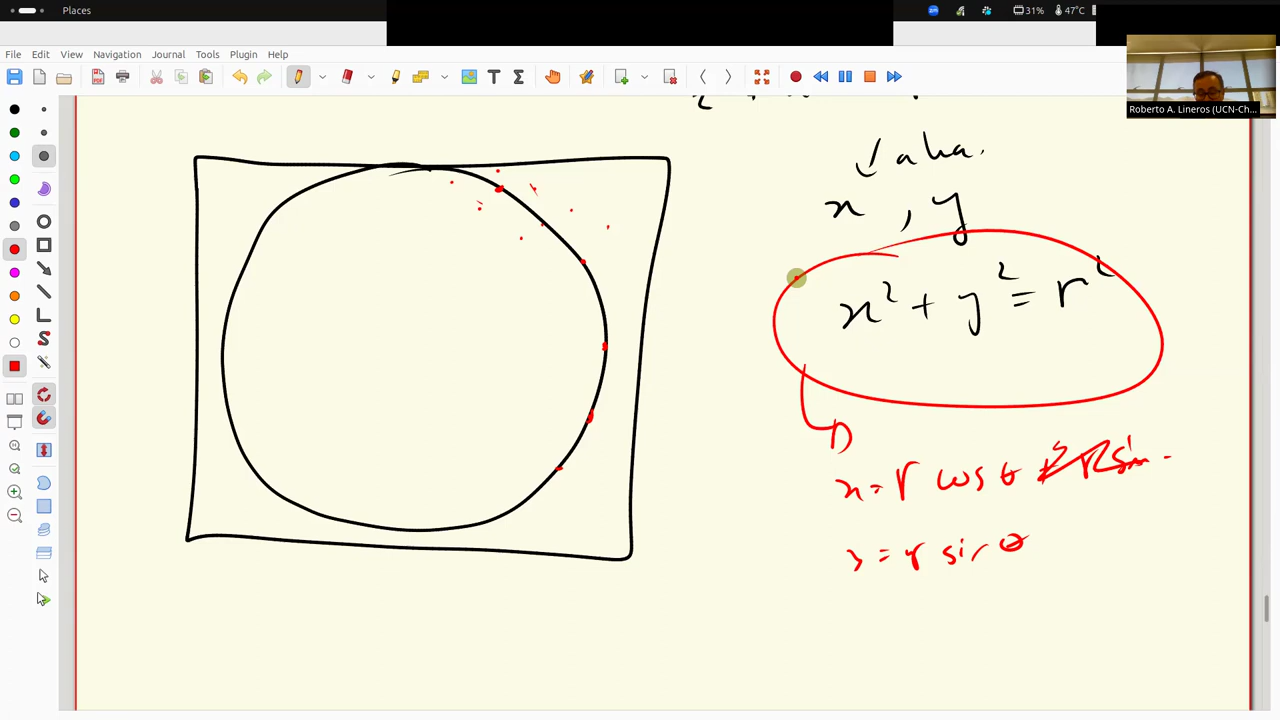 Places
31%
47°C
File Edit View Navigation Journal Tools Plugin Help
Roberto A. Lineros (UCN-Ch...
x , y
x² + y² = r²
x = r cos θ
y = r sin θ